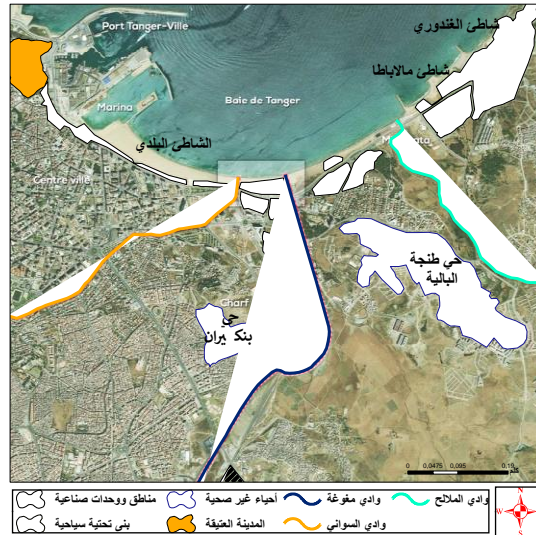 شاطئ الغندوري
Port Tanger-Ville
شاطئ مالاباطا
Marina
Baie de Tanger
الشاطئ البلدي
Centre ville
حي طنجة
البالية
Charf
حي
بنكيران
0 0,0475 0,095 0,19
وادي الملالح
وادي مغوغة
أحياء غير صحية
مناطق ووحدات صناعية
وادي السواني
المدينة العتيقة
بنى تحتية سياحية
N
W E
S